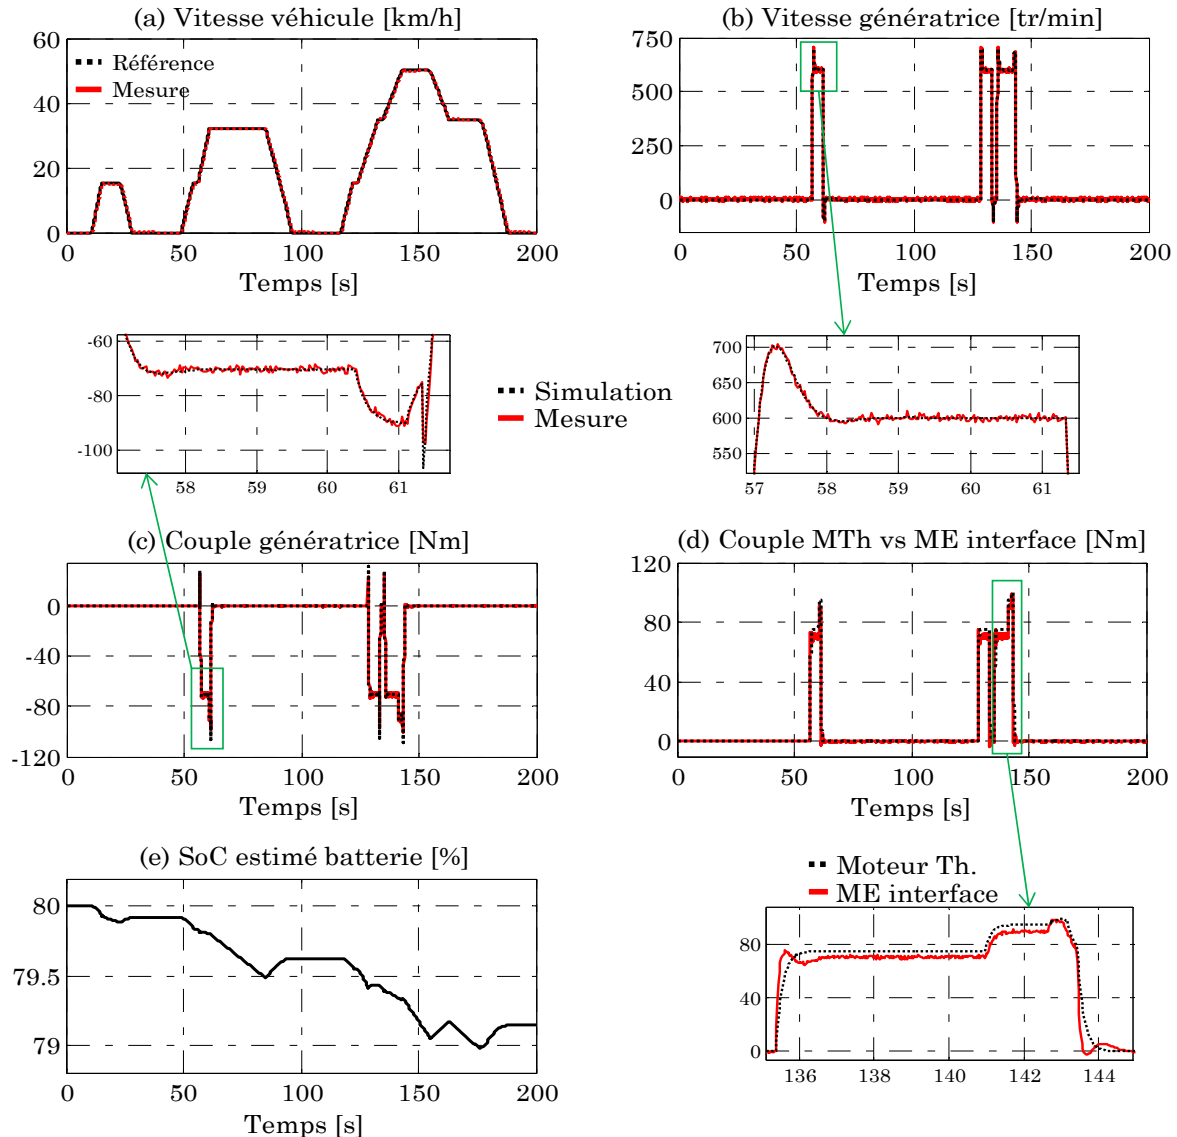 (a) Vitesse véhicule [km/h]
60
40
20
0
Référence
Mesure
0 50 100 150 200
Temps [s]
(b) Vitesse génératrice [tr/min]
750
500
250
0
0 50 100 150 200
Temps [s]
-60
-80
-100
58 59 60 61
Simulation
Mesure
700
650
600
550
57 58 59 60 61
(c) Couple génératrice [Nm]
0
-40
-80
-120
0 50 100 150 200
Temps [s]
(d) Couple MTh vs ME interface [Nm]
120
80
40
0
0 50 100 150 200
Temps [s]
(e) SoC estimé batterie [%]
80
79.5
79
0 50 100 150 200
Temps [s]
Moteur Th.
ME interface
80
40
0
136 138 140 142 144